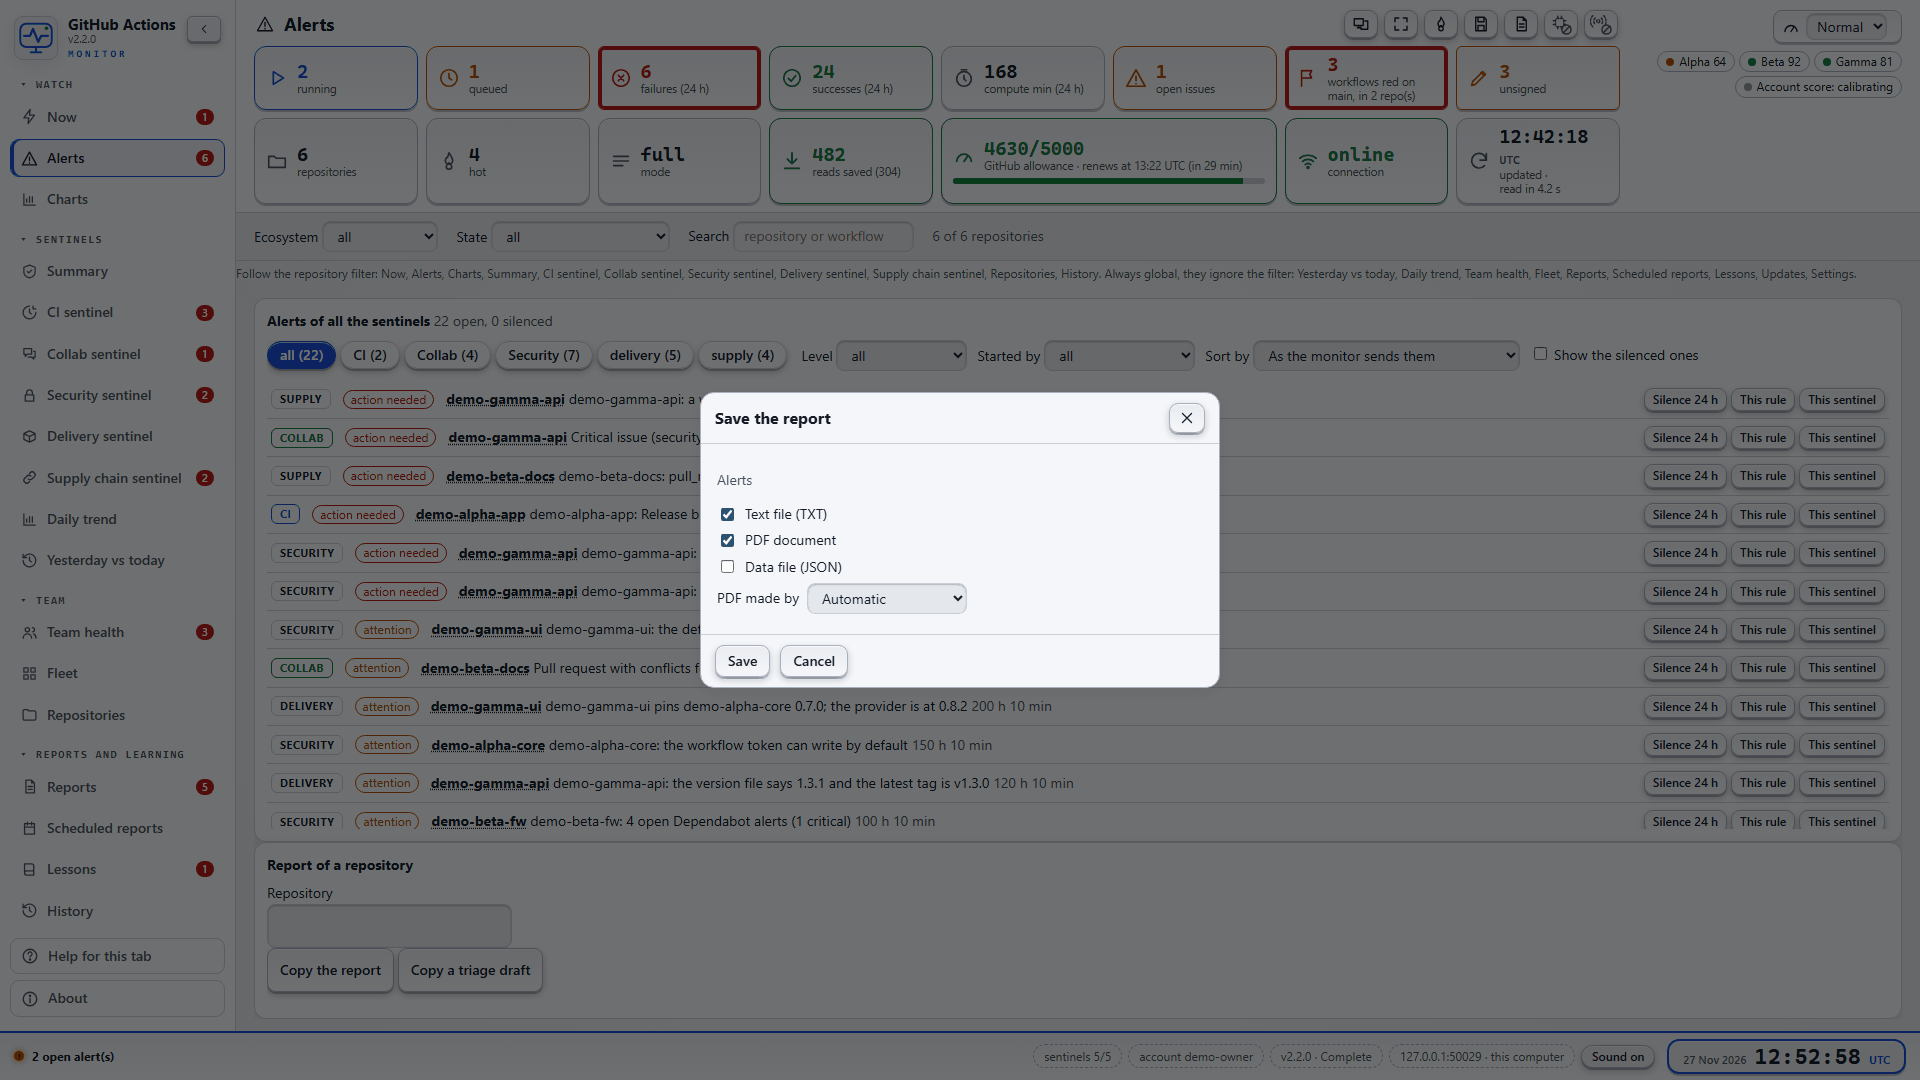 GitHub Actions
v2.2.0
MONITOR
WATCH
Now 1
Alerts 6
Charts
SENTINELS
Summary
CI sentinel 3
Collab sentinel 1
Security sentinel 2
Delivery sentinel
Supply chain sentinel 2
Daily trend
Yesterday vs today
TEAM
Team health 3
Fleet
Repositories
REPORTS AND LEARNING
Reports 5
Scheduled reports
Lessons 1
History
Help for this tab
About
Alerts
Normal
2
running
1
queued
6
failures (24 h)
24
successes (24 h)
168
compute min (24 h)
1
open issues
3
workflows red on
main, in 2 repo(s)
3
unsigned
Alpha 64 Beta 92 Gamma 81
Account score: calibrating
6
repositories
4
hot
full
mode
482
reads saved (304)
4630/5000
GitHub allowance · renews at 13:22 UTC (in 29 min)
online
connection
12:42:18
UTC
updated ·
read in 4.2 s
Ecosystem all State all Search repository or workflow 6 of 6 repositories
Follow the repository filter: Now, Alerts, Charts, Summary, CI sentinel, Collab sentinel, Security sentinel, Delivery sentinel, Supply chain sentinel, Repositories, History. Always global, they ignore the filter: Yesterday vs today, Daily trend, Team health, Fleet, Reports, Scheduled reports, Lessons, Updates, Settings.
Alerts of all the sentinels 22 open, 0 silenced
all (22) CI (2) Collab (4) Security (7) delivery (5) supply (4) Level all Started by all Sort by As the monitor sends them Show the silenced ones
SUPPLY action needed demo-gamma-api demo-gamma-api: a Silence 24 h This rule This sentinel
COLLAB action needed demo-gamma-api Critical issue (security Silence 24 h This rule This sentinel
SUPPLY action needed demo-beta-docs demo-beta-docs: pull_ Silence 24 h This rule This sentinel
CI action needed demo-alpha-app demo-alpha-app: Release b Silence 24 h This rule This sentinel
SECURITY action needed demo-gamma-api demo-gamma-api: Silence 24 h This rule This sentinel
SECURITY action needed demo-gamma-api demo-gamma-api: Silence 24 h This rule This sentinel
SECURITY attention demo-gamma-ui demo-gamma-ui: the def Silence 24 h This rule This sentinel
COLLAB attention demo-beta-docs Pull request with conflicts f Silence 24 h This rule This sentinel
DELIVERY attention demo-gamma-ui demo-gamma-ui pins demo-alpha-core 0.7.0; the provider is at 0.8.2 200 h 10 min Silence 24 h This rule This sentinel
SECURITY attention demo-alpha-core demo-alpha-core: the workflow token can write by default 150 h 10 min Silence 24 h This rule This sentinel
DELIVERY attention demo-gamma-api demo-gamma-api: the version file says 1.3.1 and the latest tag is v1.3.0 120 h 10 min Silence 24 h This rule This sentinel
SECURITY attention demo-beta-fw demo-beta-fw: 4 open Dependabot alerts (1 critical) 100 h 10 min Silence 24 h This rule This sentinel
Save the report
Alerts
Text file (TXT)
PDF document
Data file (JSON)
PDF made by Automatic
Save Cancel
Report of a repository
Repository
Copy the report Copy a triage draft
2 open alert(s)
sentinels 5/5 account demo-owner v2.2.0 · Complete 127.0.0.1:50029 · this computer Sound on 27 Nov 2026 12:52:58 UTC